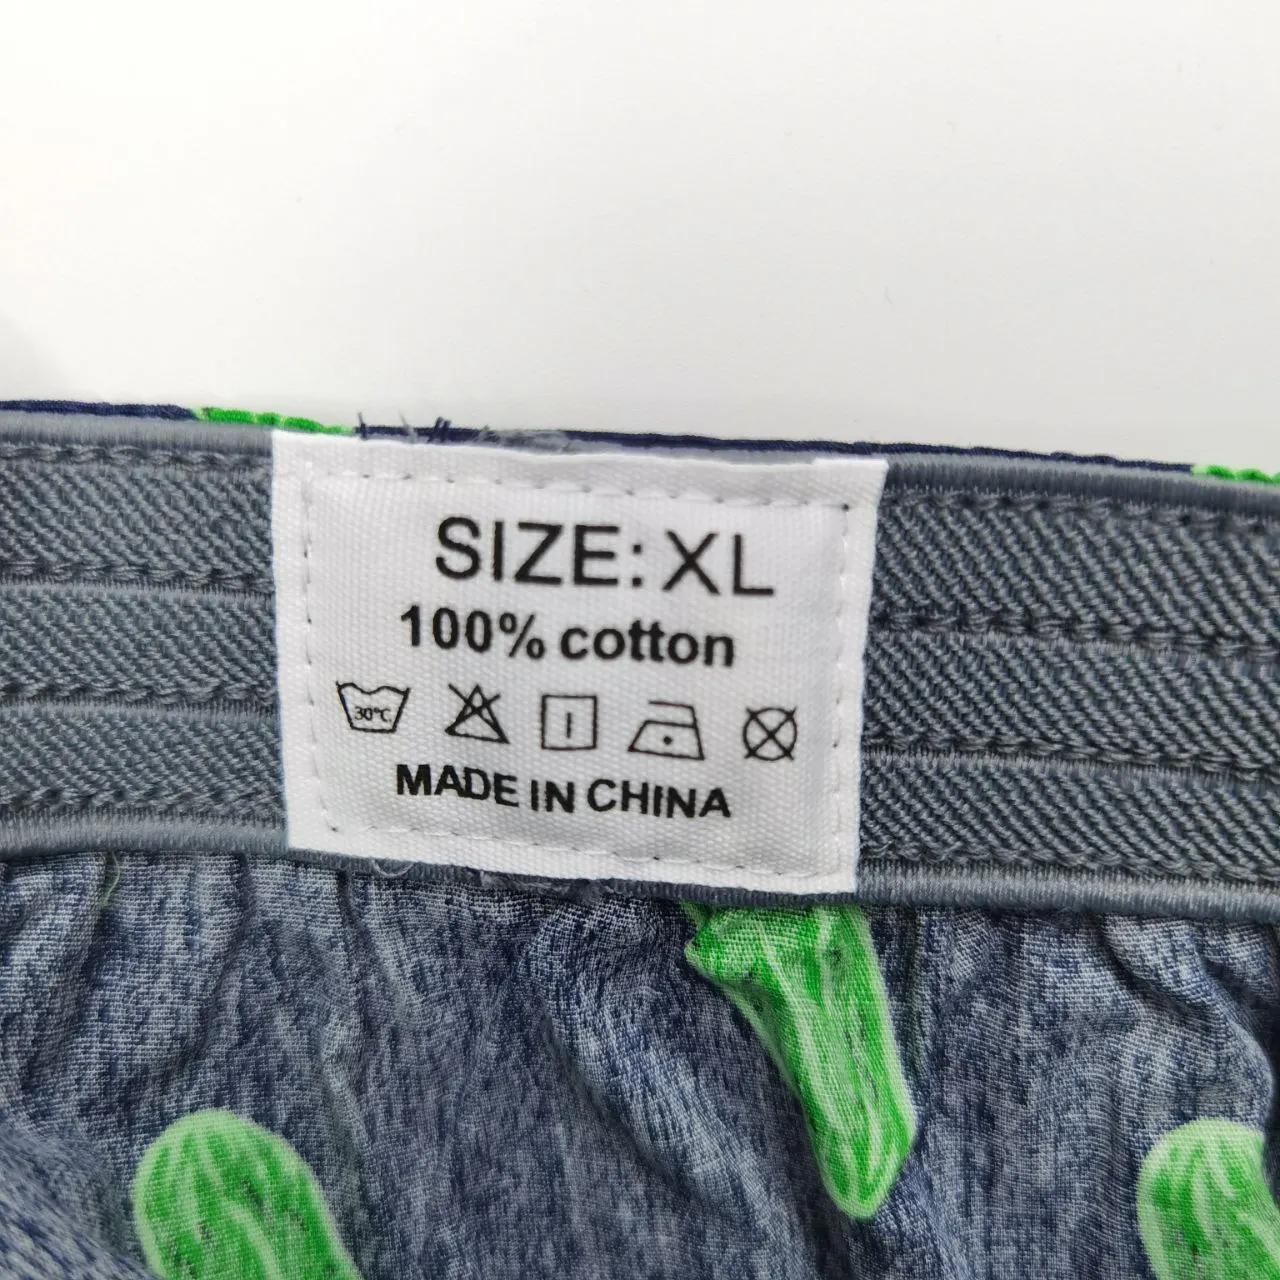 SIZE: XL
100% cotton
30°C
MADE IN CHINA